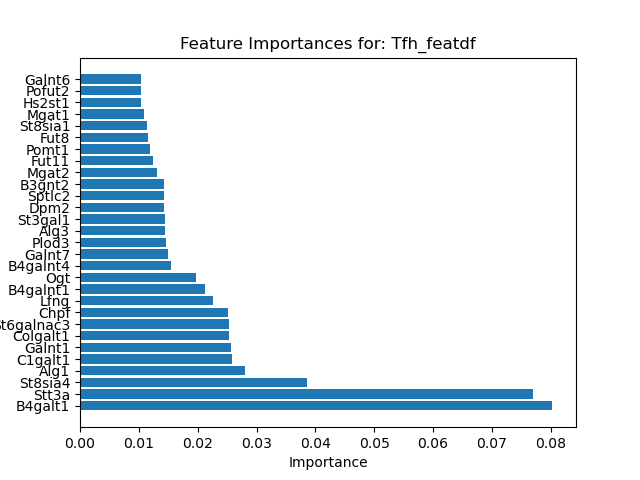 Feature Importances for: Tfh_featdf
Galnt6
Pofut2
Hs2st1
Mgat1
St8sia1
Fut8
Pomt1
Fut11
Mgat2
B3gnt2
Sptlc2
Dpm2
St3gal1
Alg3
Plod3
Galnt7
B4galnt4
Ogt
B4galnt1
Lfng
Chpf
St6galnac3
Colgalt1
Galnt1
C1galt1
Alg1
St8sia4
Stt3a
B4galt1
0.00 0.01 0.02 0.03 0.04 0.05 0.06 0.07 0.08
Importance